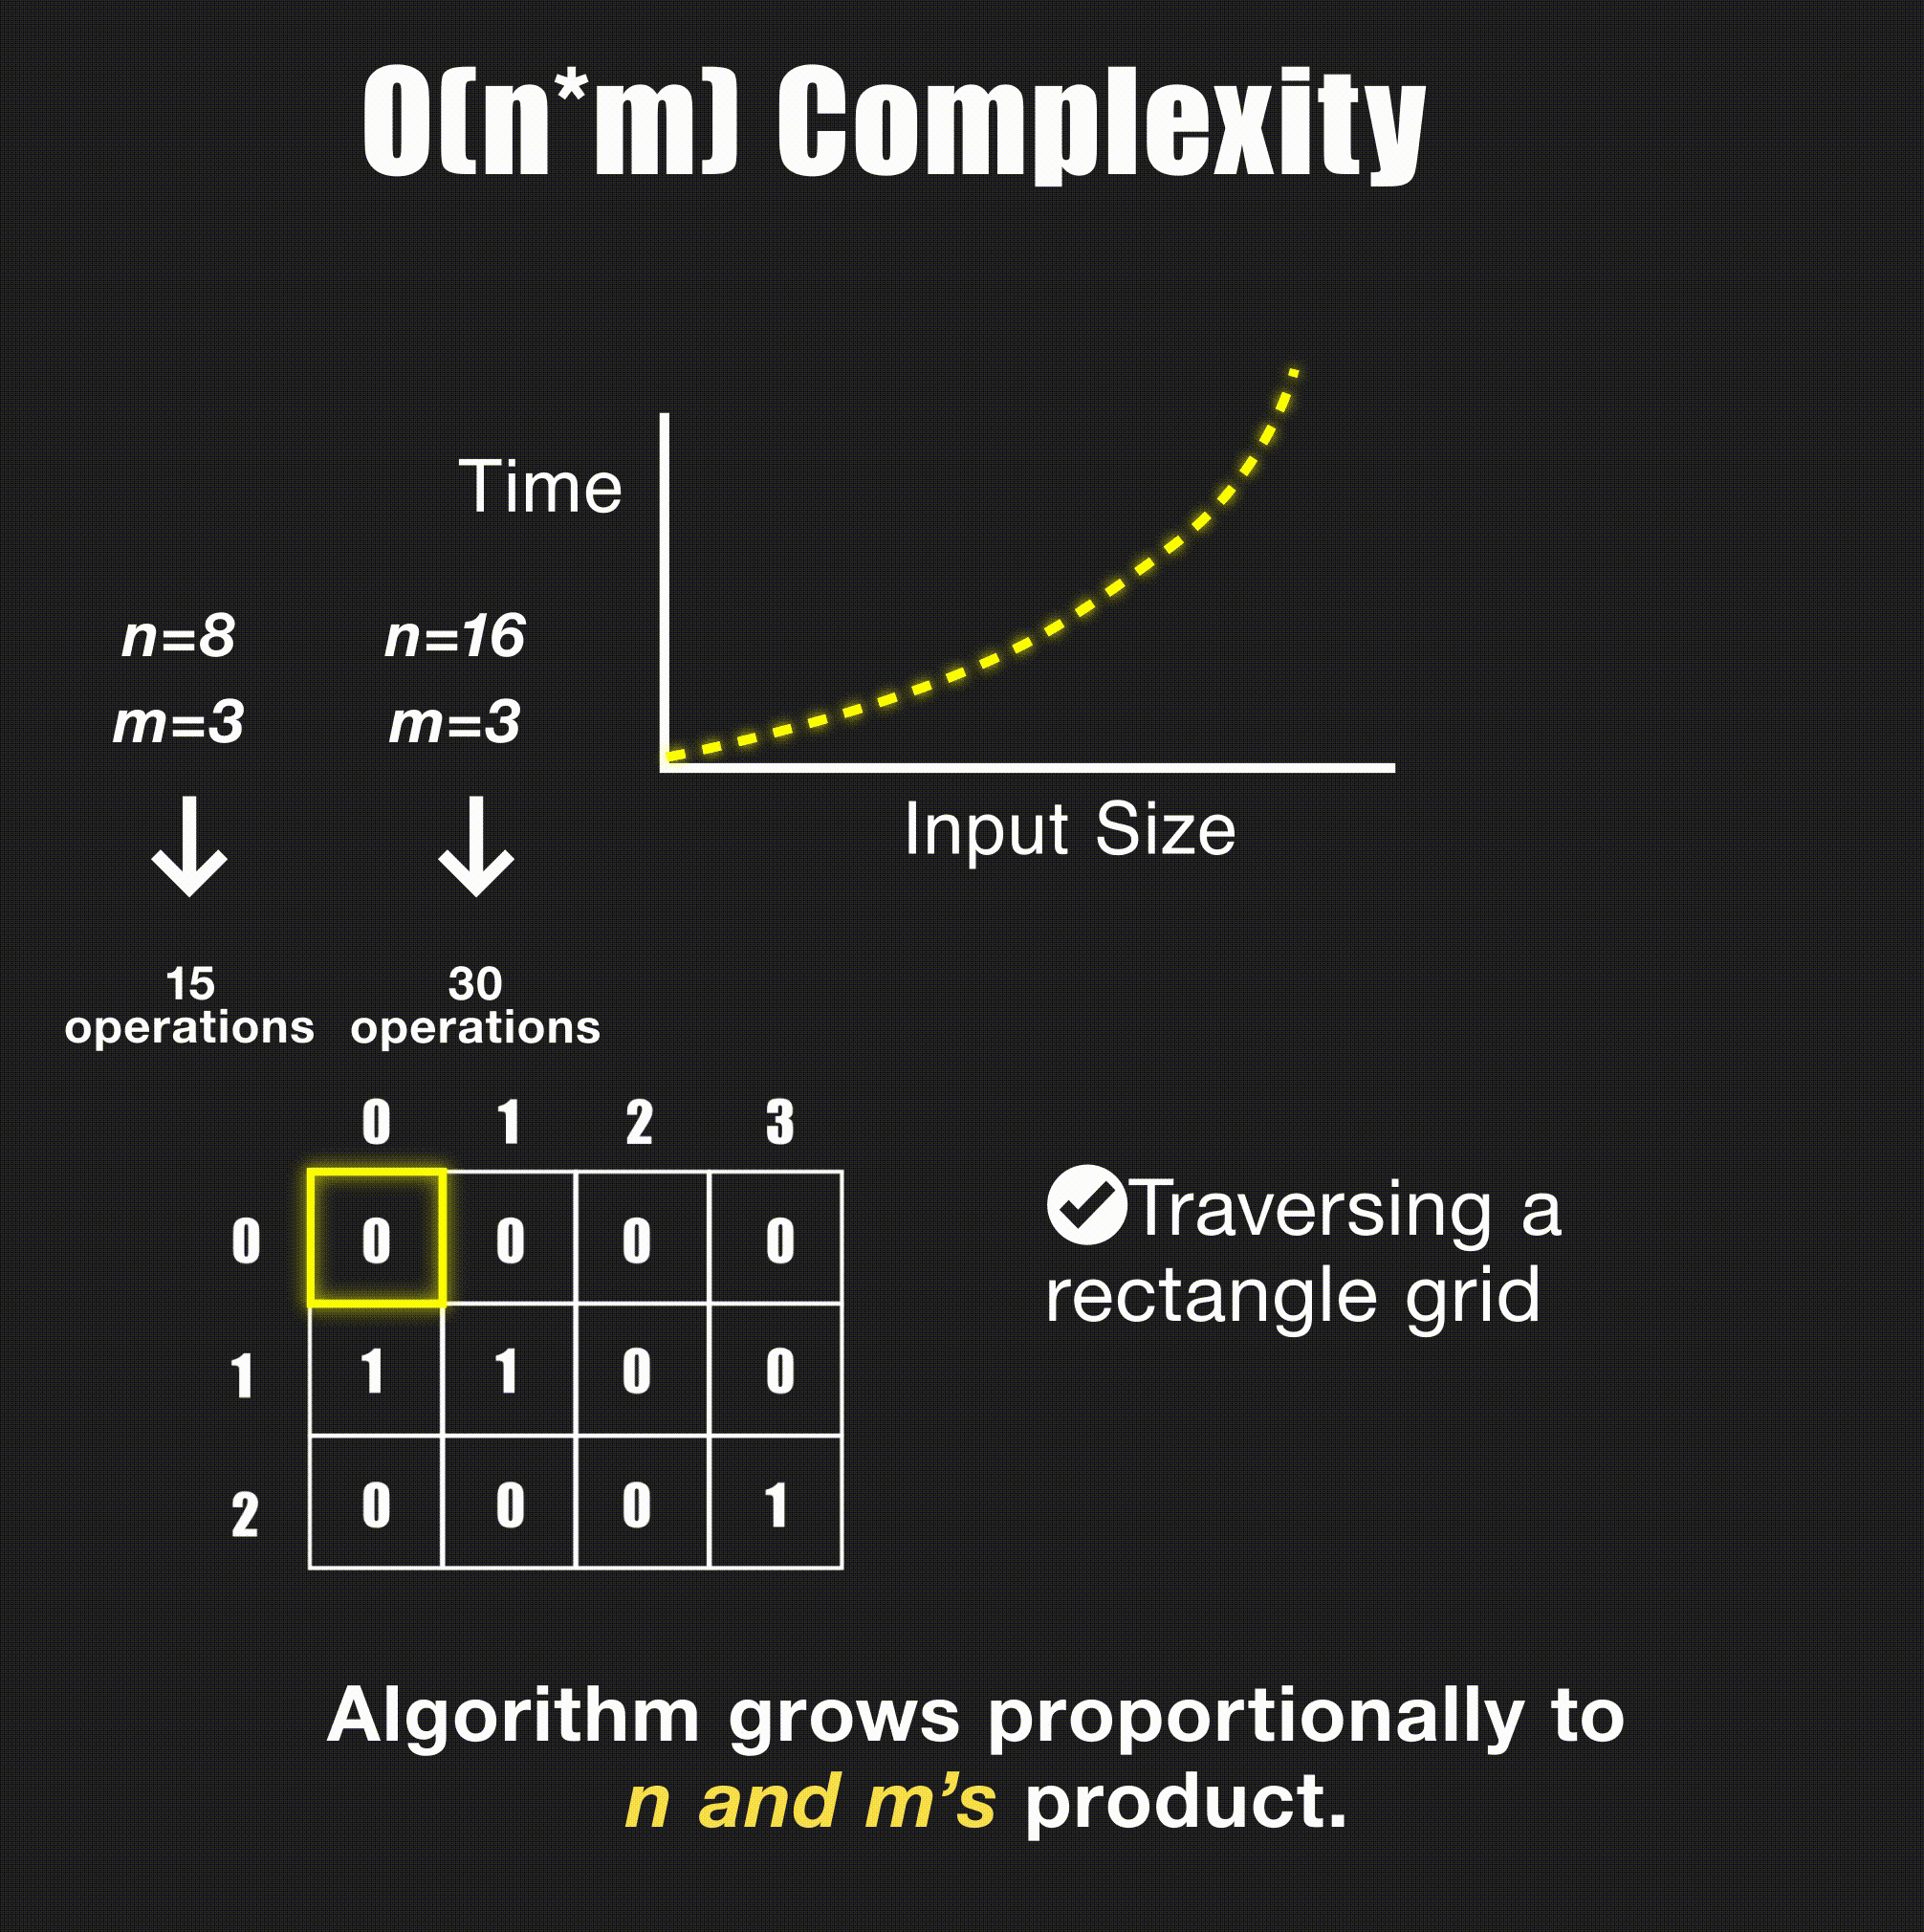 O(n*m) Complexity
Time
n=8 n=16
m=3 m=3
Input Size
15 30
operations operations
0 1 2 3
0 0 0 0 0
1 1 1 0 0
2 0 0 0 1
Traversing a
rectangle grid
Algorithm grows proportionally to
n and m’s product.